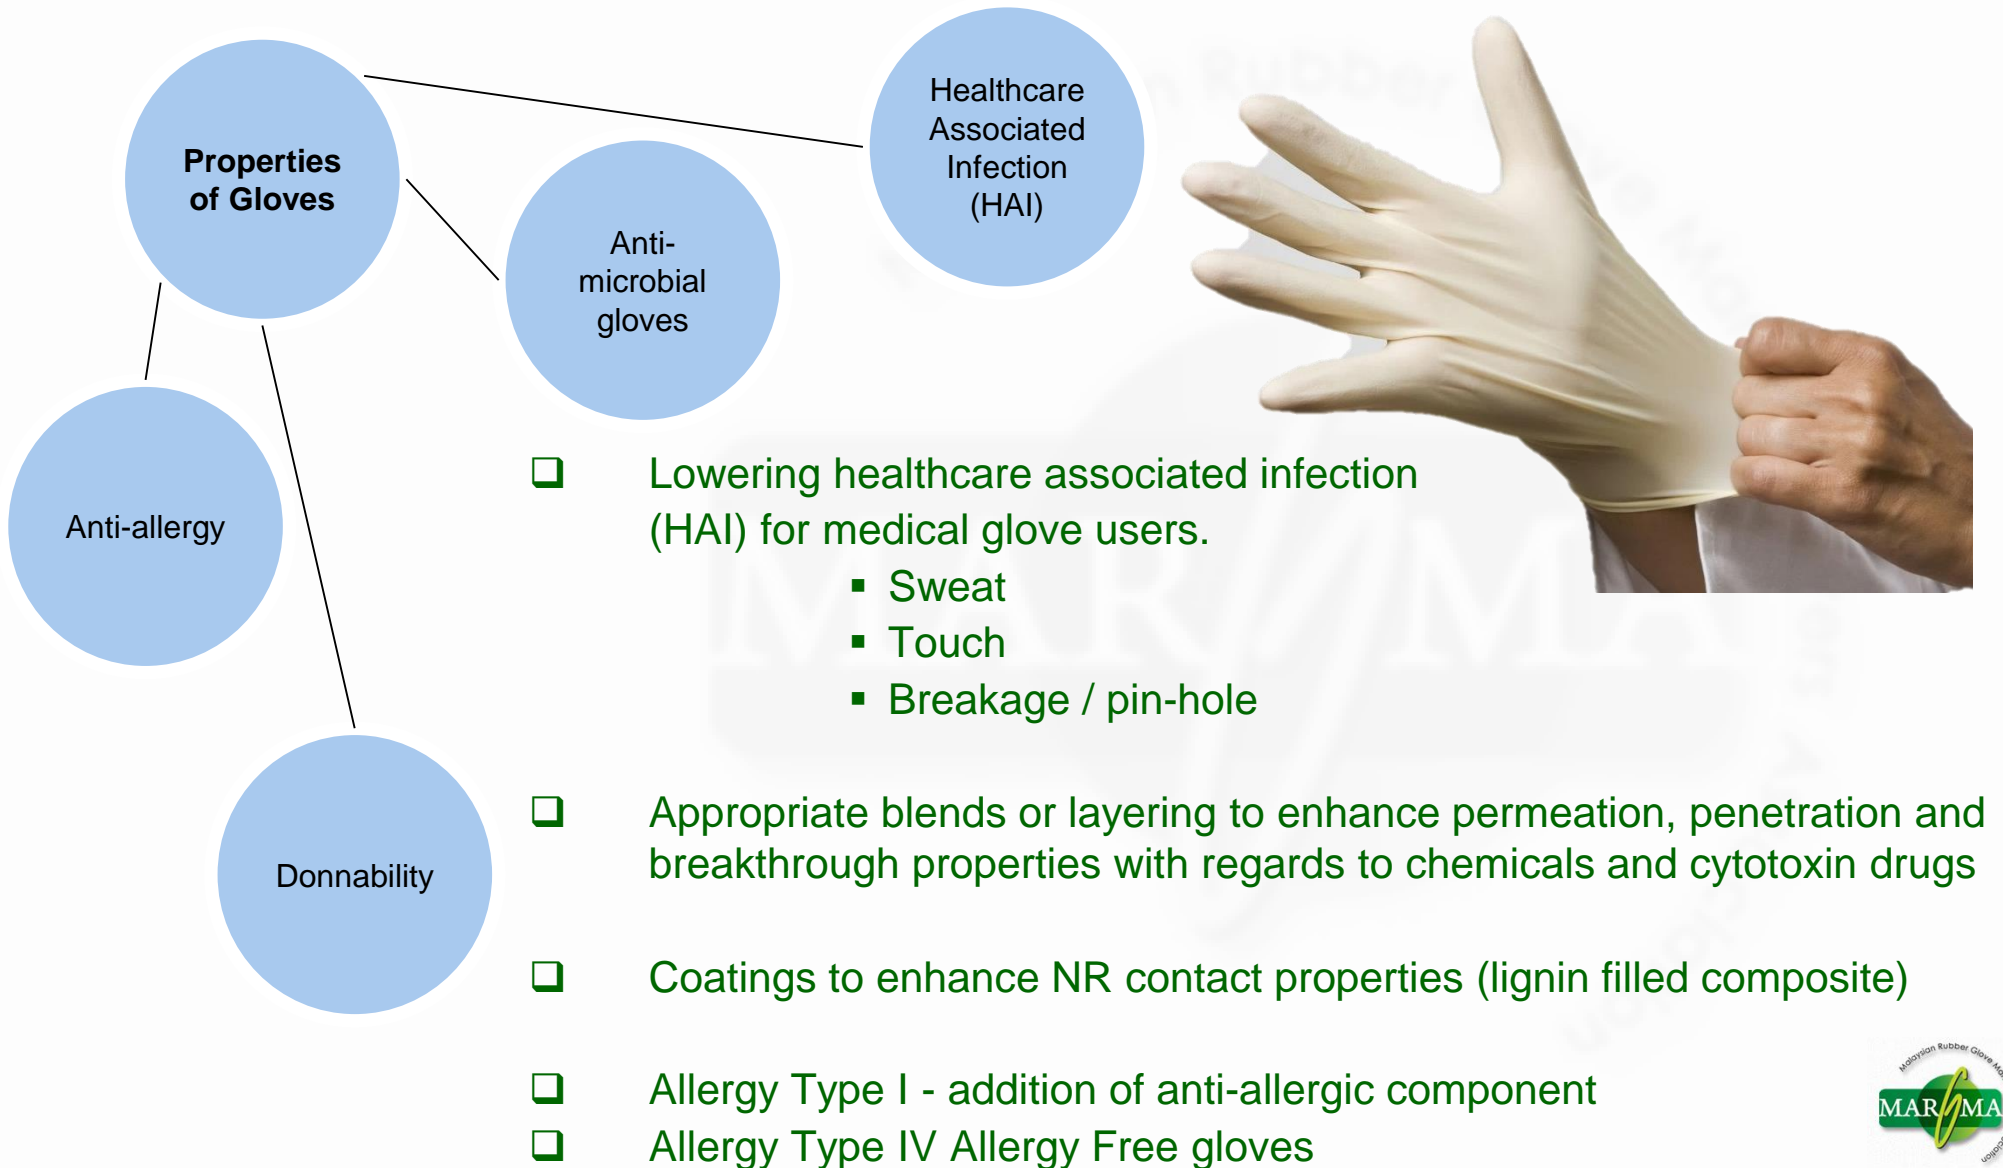 Properties
of Gloves
Healthcare
Associated
Infection
(HAI)
Anti-
microbial
gloves
Anti-allergy
Donnability
❑ Lowering healthcare associated infection
(HAI) for medical glove users.
▪ Sweat
▪ Touch
▪ Breakage / pin-hole
❑ Appropriate blends or layering to enhance permeation, penetration and
breakthrough properties with regards to chemicals and cytotoxin drugs
❑ Coatings to enhance NR contact properties (lignin filled composite)
❑ Allergy Type I - addition of anti-allergic component
❑ Allergy Type IV Allergy Free gloves
Malaysian Rubber Glove
MARGMA